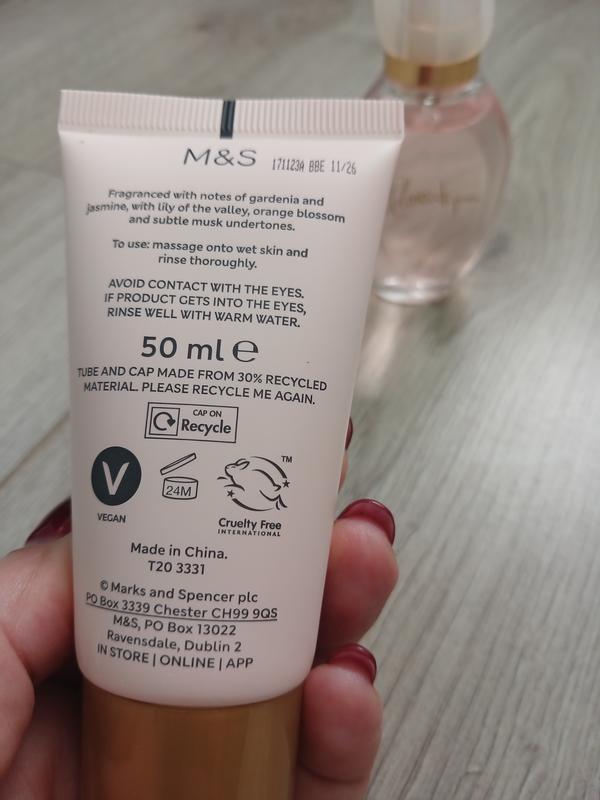 M&S 171123A BBE 11/26
Fragranced with notes of gardenia and
jasmine, with lily of the valley, orange blossom
and subtle musk undertones.
To use: massage onto wet skin and
rinse thoroughly.
AVOID CONTACT WITH THE EYES.
IF PRODUCT GETS INTO THE EYES,
RINSE WELL WITH WARM WATER.
50 ml ℮
TUBE AND CAP MADE FROM 30% RECYCLED
MATERIAL. PLEASE RECYCLE ME AGAIN.
CAP ON
Recycle
V
VEGAN
24M
TM
Cruelty Free
INTERNATIONAL
Made in China.
T20 3331
© Marks and Spencer plc
PO Box 3339 Chester CH99 9QS
M&S, PO Box 13022
Ravensdale, Dublin 2
IN STORE | ONLINE | APP